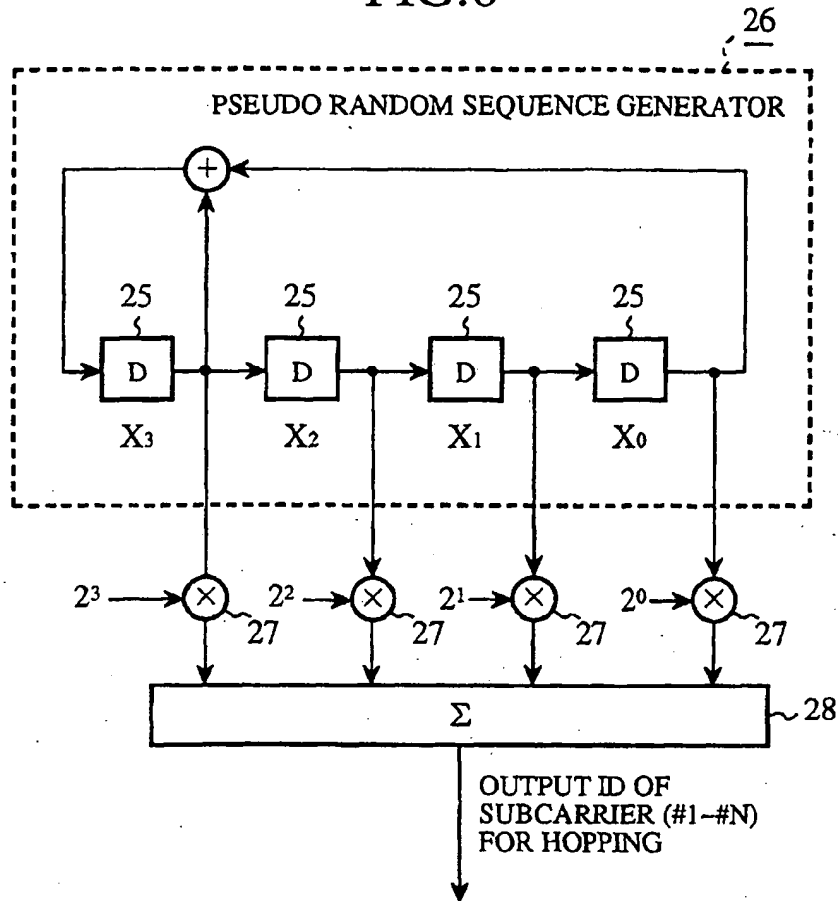 FIG.6
26
PSEUDO RANDOM SEQUENCE GENERATOR
+
25 25 25 25
D D D D
X3 X2 X1 X0
2³ × 27 2² × 27 2¹ × 27 2⁰ × 27
Σ 28
OUTPUT ID OF
SUBCARRIER (#1~#N)
FOR HOPPING